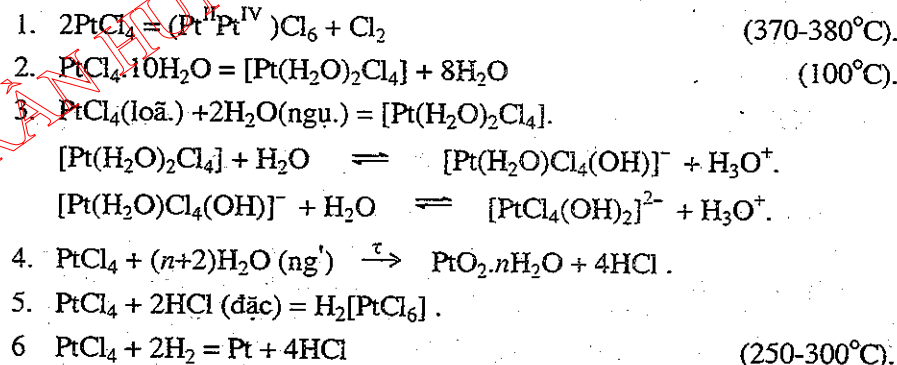 1. 2PtCl₄ = (Ptᴵᴵ Ptᴵⱽ )Cl₆ + Cl₂ (370-380°C).
2. PtCl₄.10H₂O = [Pt(H₂O)₂Cl₄] + 8H₂O (100°C).
3. PtCl₄(loã.) +2H₂O(ngụ.) = [Pt(H₂O)₂Cl₄].
[Pt(H₂O)₂Cl₄] + H₂O ⇌ [Pt(H₂O)Cl₄(OH)]⁻ + H₃O⁺.
[Pt(H₂O)Cl₄(OH)]⁻ + H₂O ⇌ [PtCl₄(OH)₂]²⁻ + H₃O⁺.
4. PtCl₄ + (n+2)H₂O (ng') →τ PtO₂.nH₂O + 4HCl .
5. PtCl₄ + 2HCl (đặc) = H₂[PtCl₆] .
6 PtCl₄ + 2H₂ = Pt + 4HCl (250-300°C).